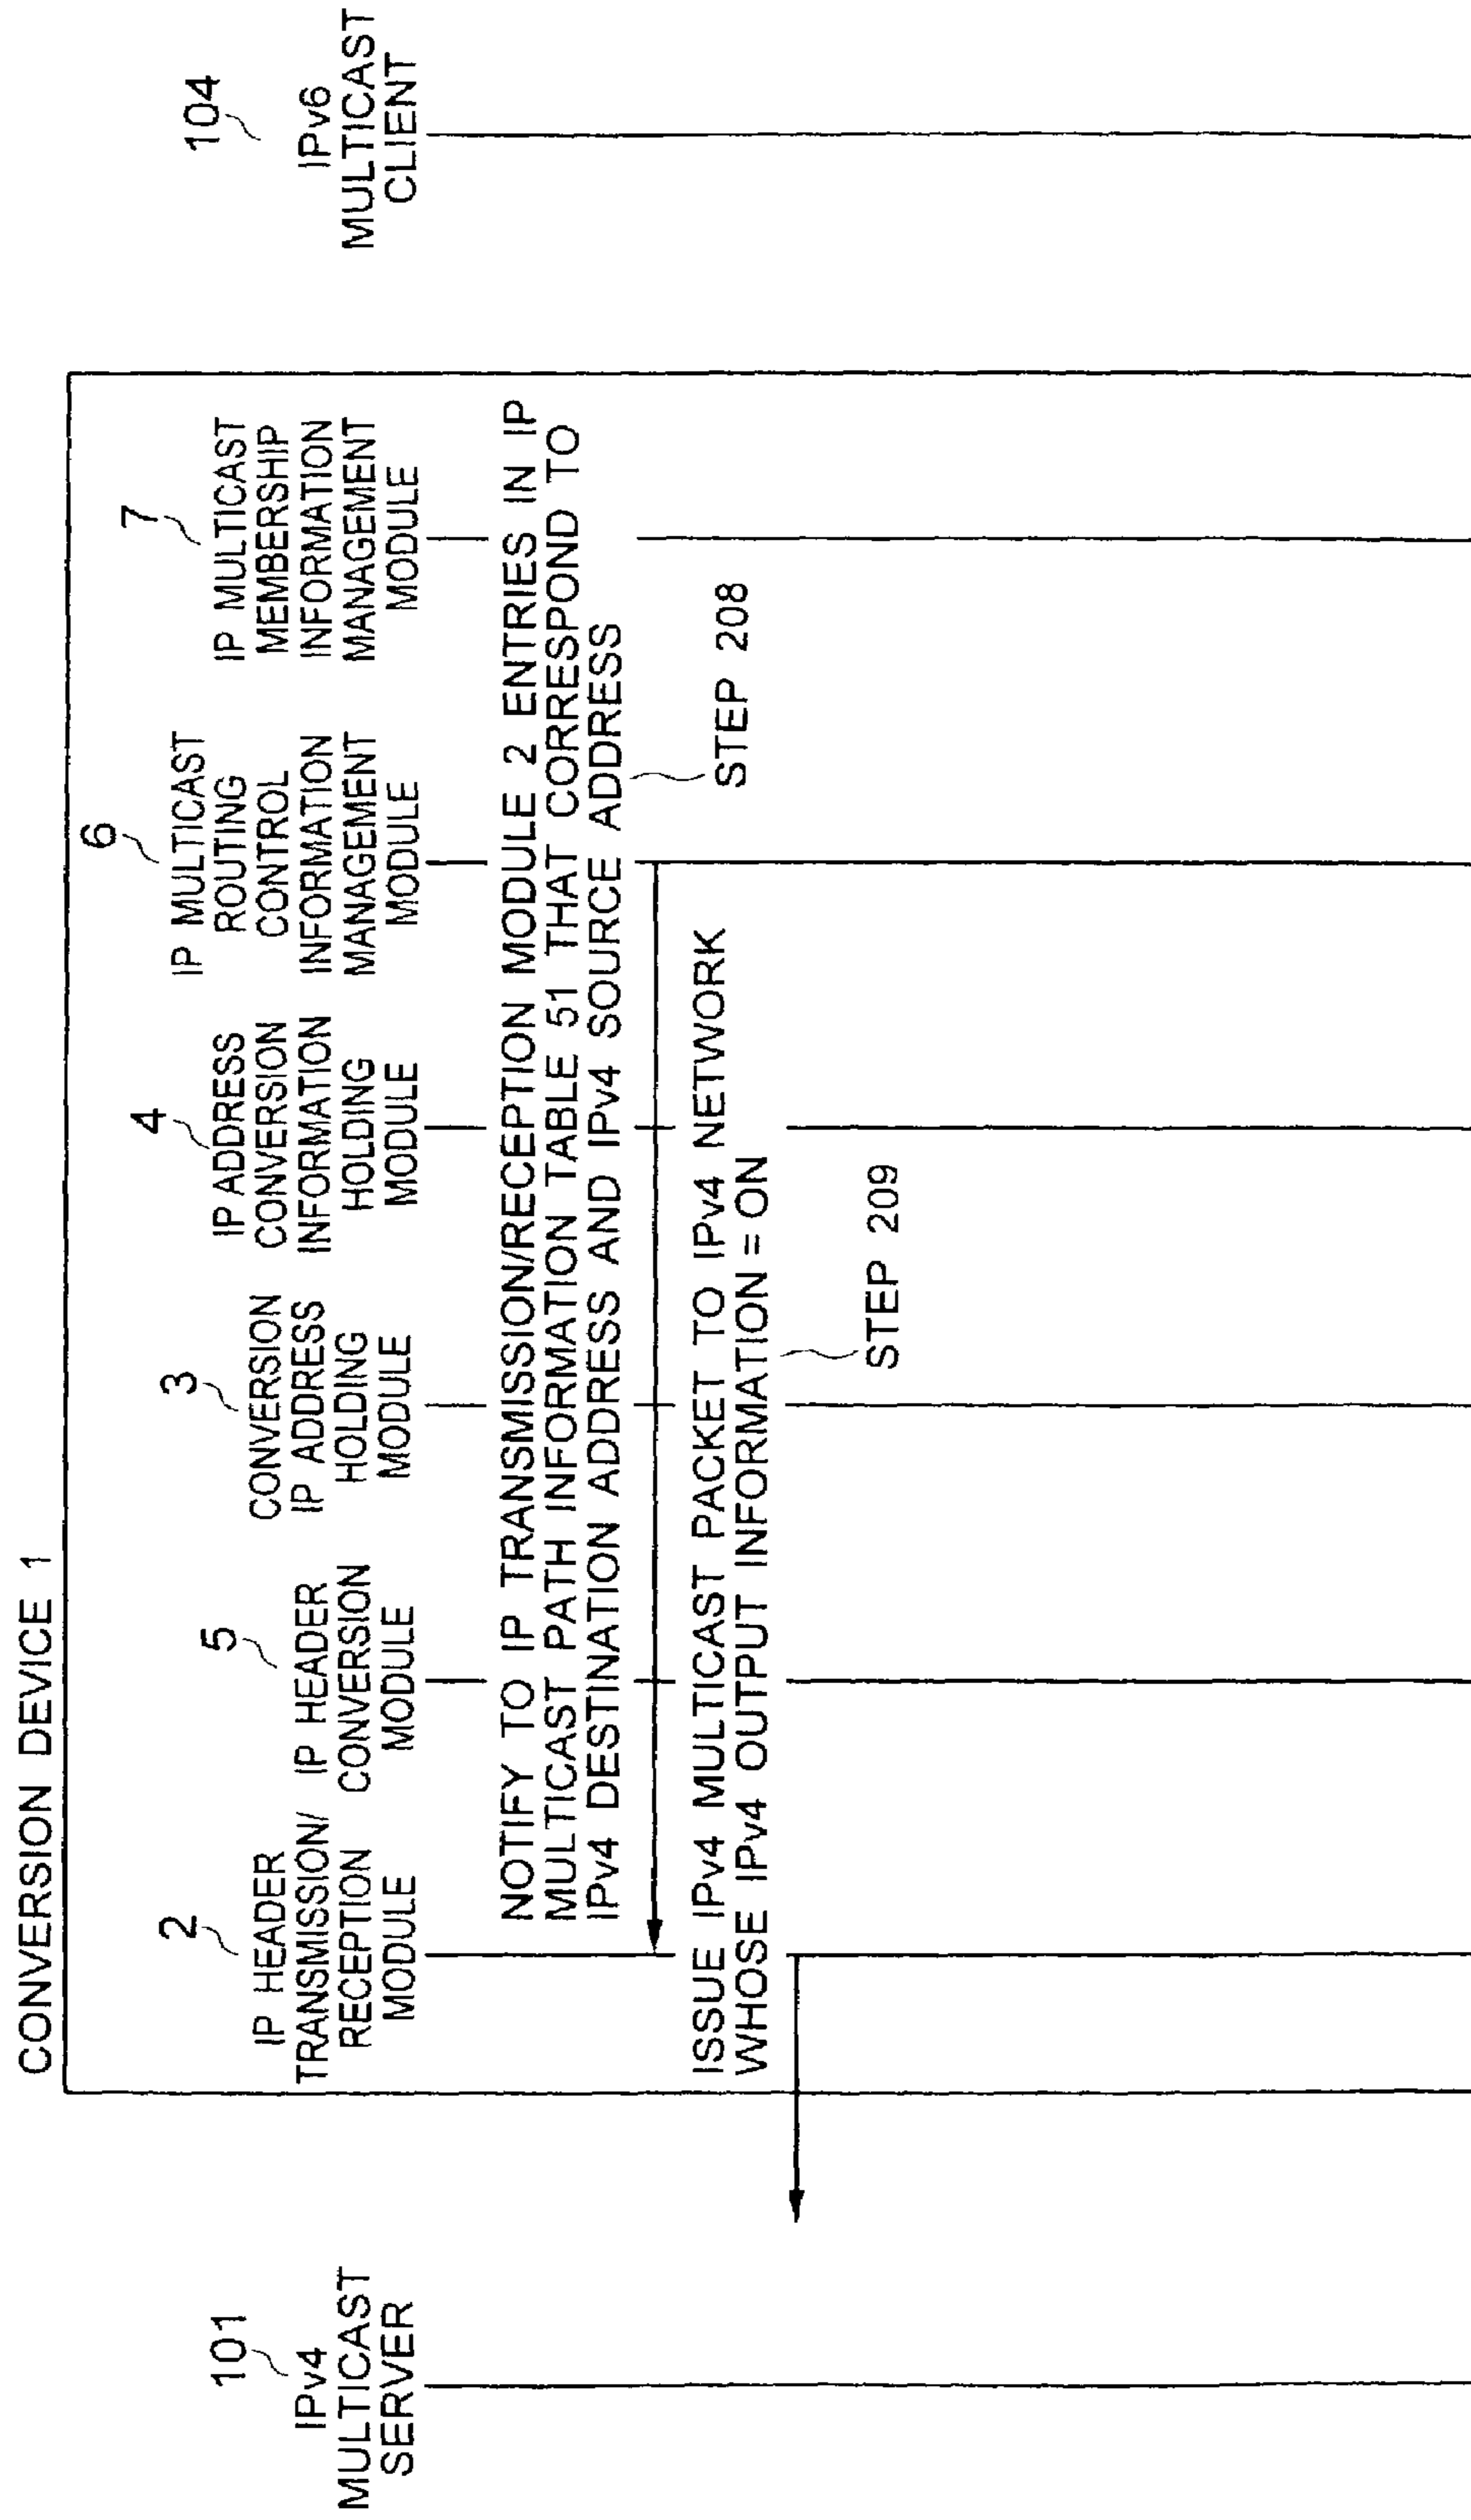 CONVERSION DEVICE 1
101
IPv4
MULTICAST
SERVER
2
IP HEADER
TRANSMISSION/
RECEPTION
MODULE
5
IP HEADER
CONVERSION
MODULE
3
CONVERSION
IP ADDRESS
HOLDING
MODULE
4
IP ADDRESS
CONVERSION
INFORMATION
HOLDING
MODULE
6
IP MULTICAST
ROUTING
CONTROL
INFORMATION
MANAGEMENT
MODULE
7
IP MULTICAST
MEMBERSHIP
INFORMATION
MANAGEMENT
MODULE
104
IPv6
MULTICAST
CLIENT
NOTIFY TO IP TRANSMISSION/RECEPTION MODULE 2 ENTRIES IN IP
MULTICAST PATH INFORMATION TABLE 51 THAT CORRESPOND TO
IPv4 DESTINATION ADDRESS AND IPv4 SOURCE ADDRESS
STEP 208
ISSUE IPv4 MULTICAST PACKET TO IPv4 NETWORK
WHOSE IPv4 OUTPUT INFORMATION = ON
STEP 209